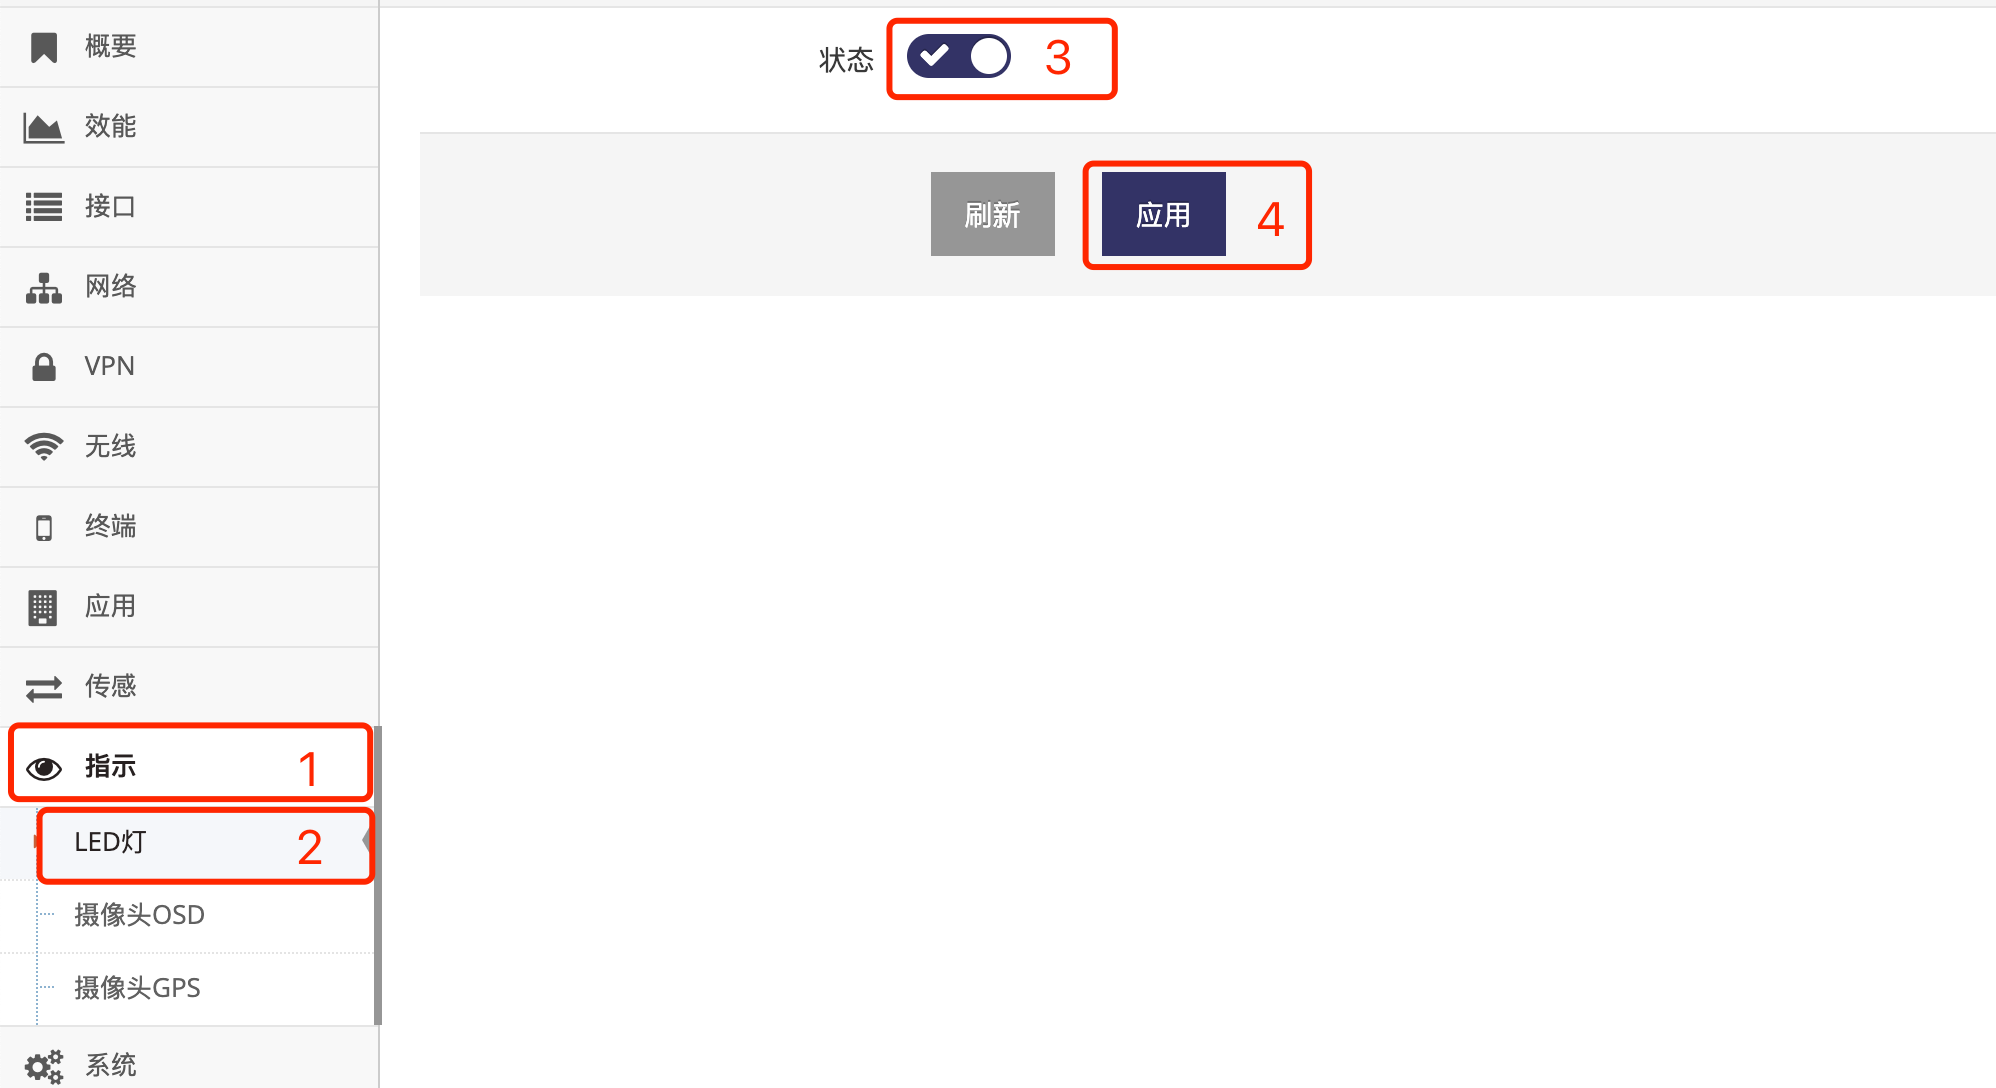 概要
效能
接口
网络
VPN
无线
终端
应用
传感
指示 1
LED灯 2
摄像头OSD
摄像头GPS
系统
状态 3
刷新 应用 4